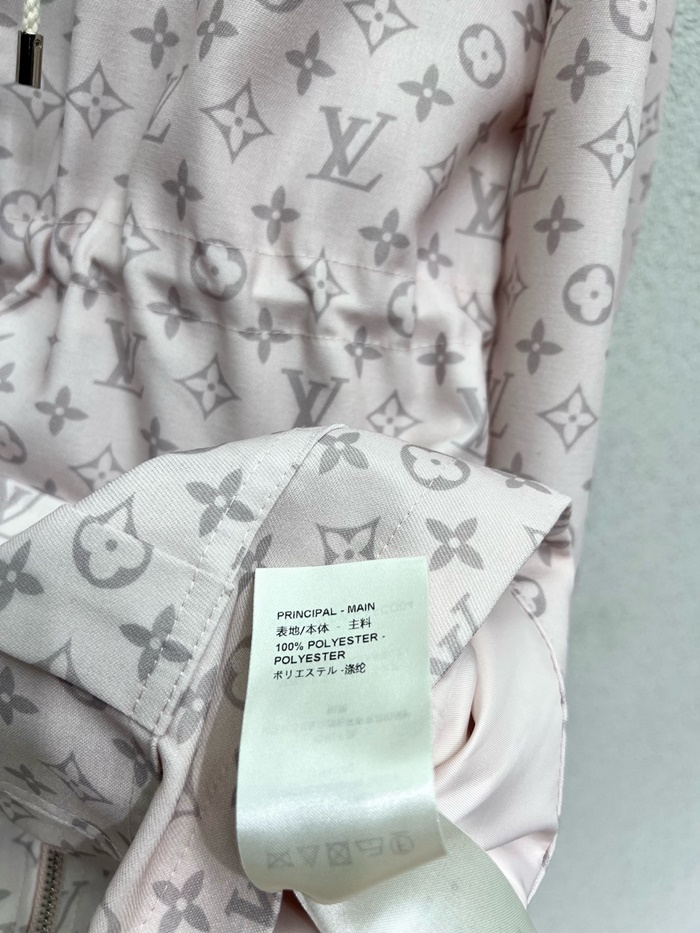 PRINCIPAL - MAIN
表地/本体 - 主料
100% POLYESTER -
POLYESTER
ポリエステル -涤纶